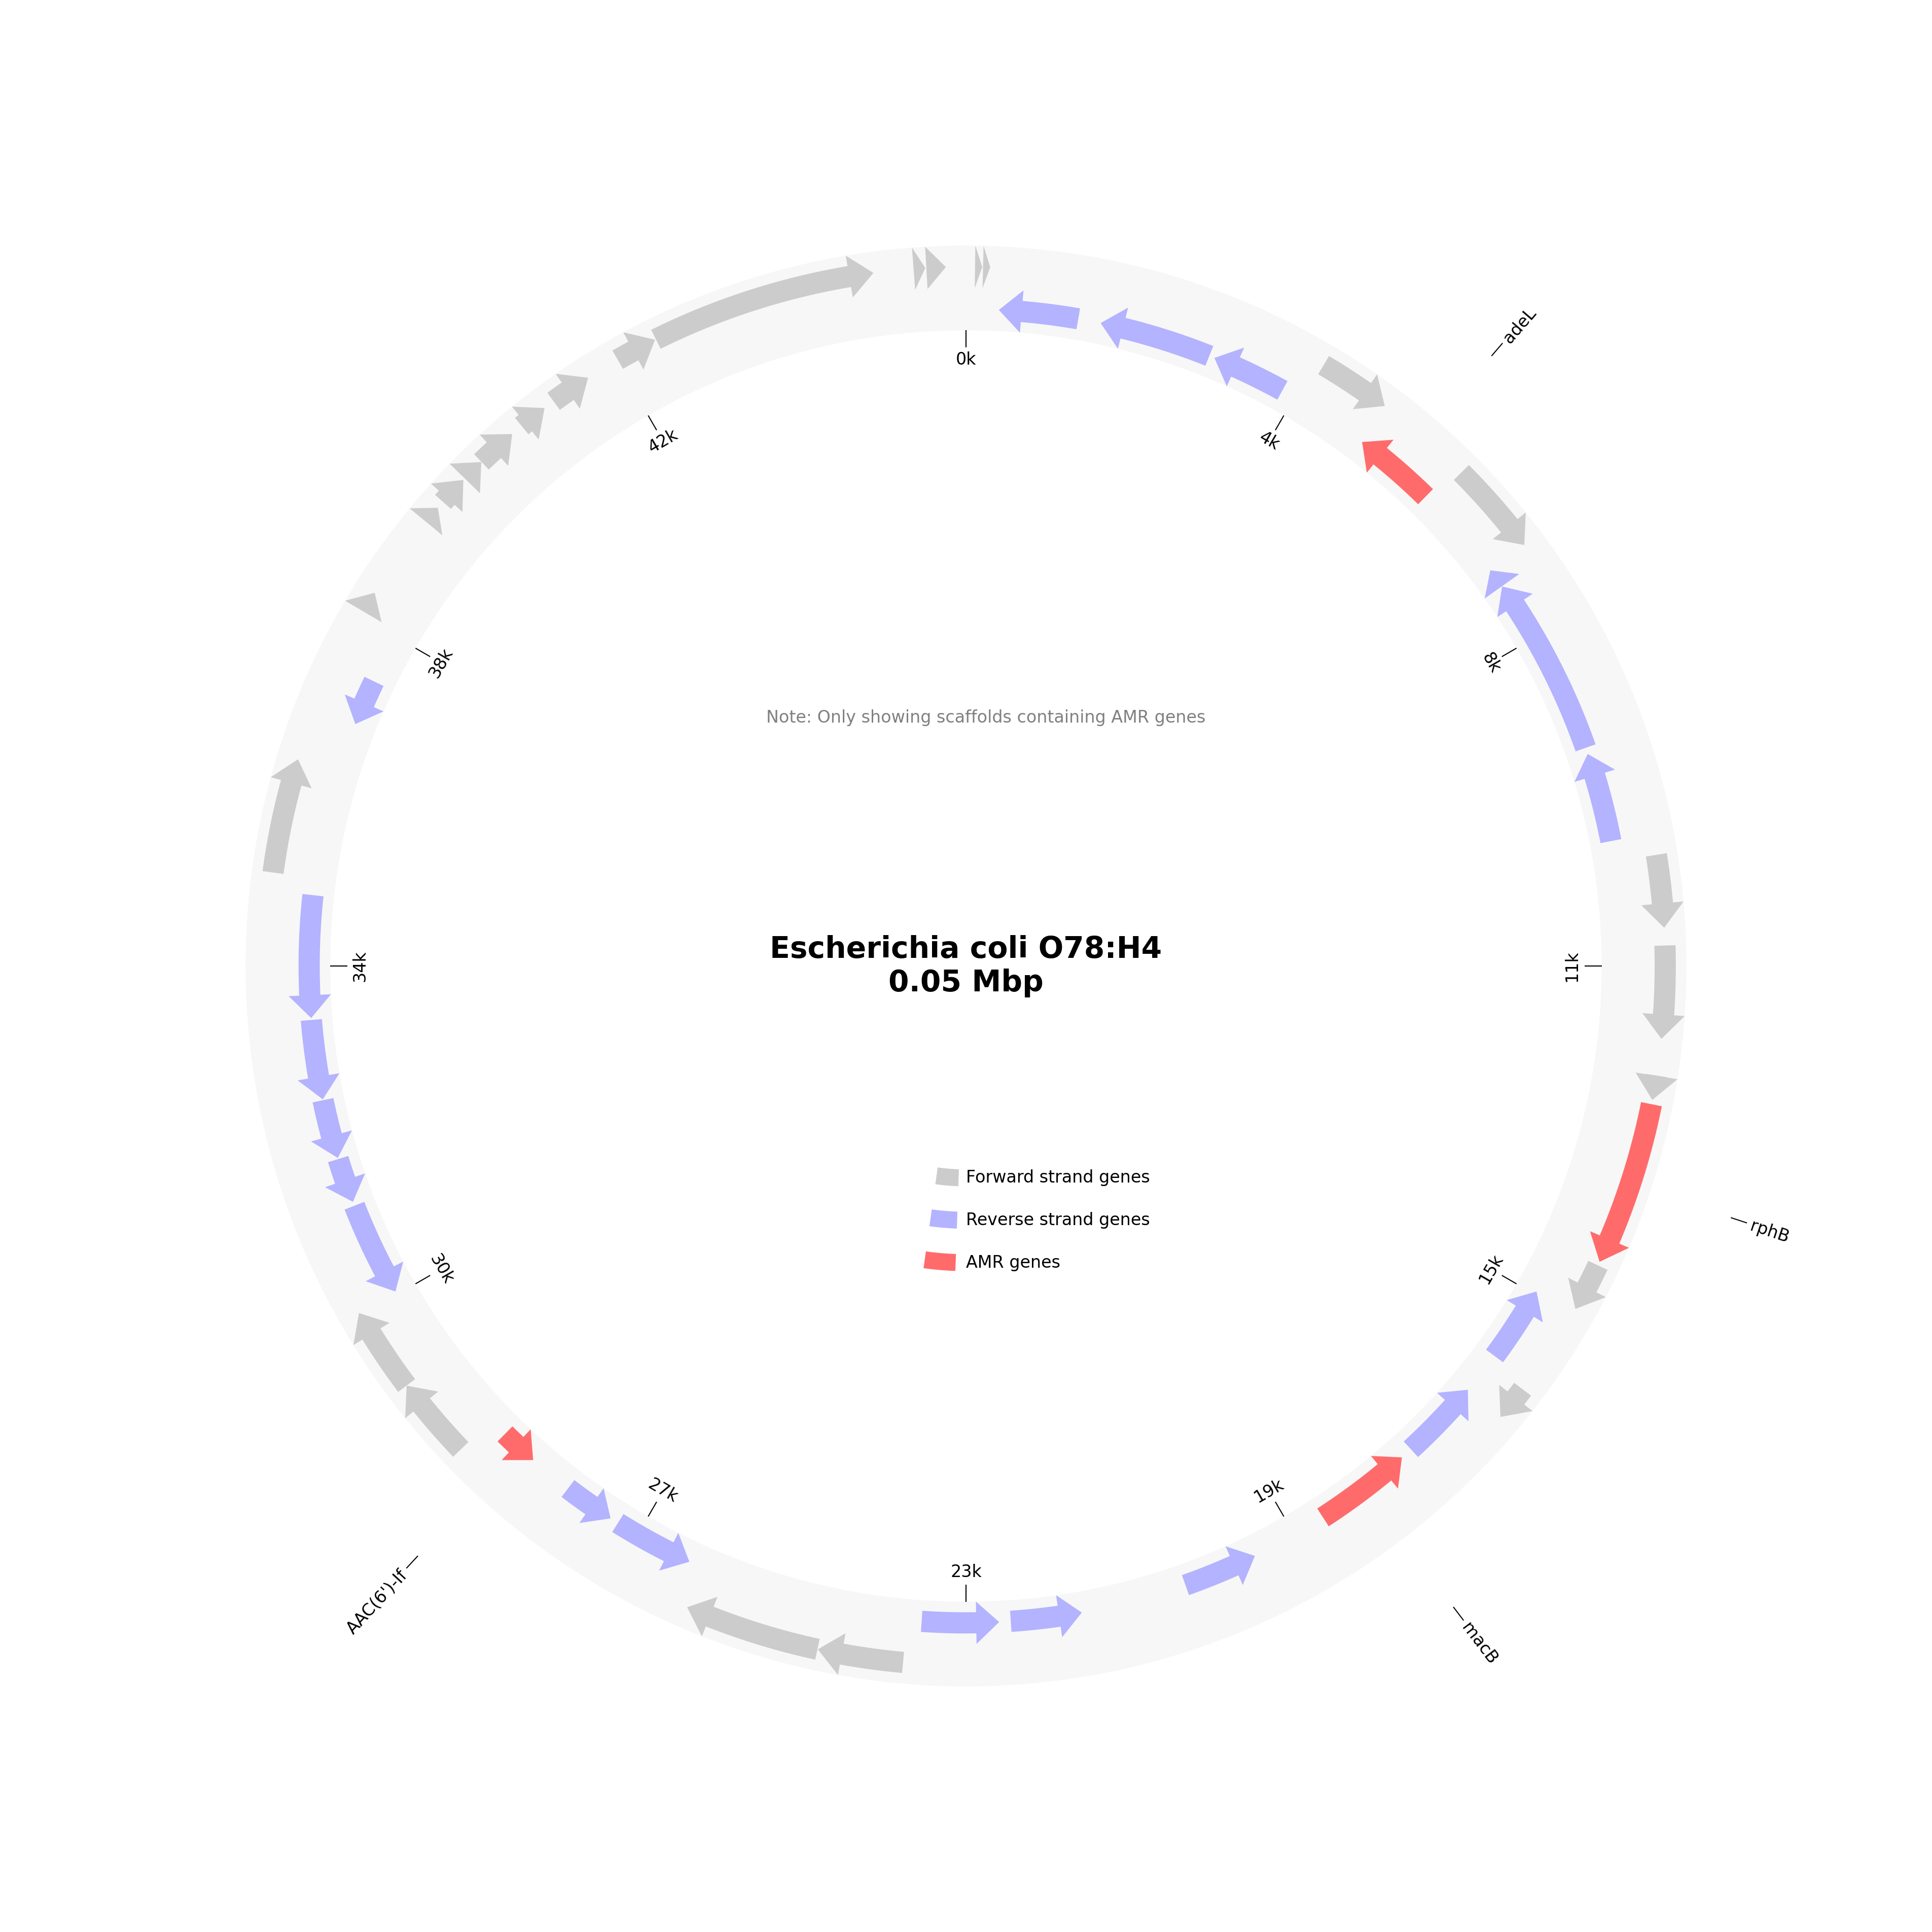 adeL
0k
42k
4k
38k
8k
Note: Only showing scaffolds containing AMR genes
34k
11k
Escherichia coli O78:H4
0.05 Mbp
Forward strand genes
Reverse strand genes
AMR genes
rphB
30k
15k
27k
19k
23k
AAC(6')-If
macB